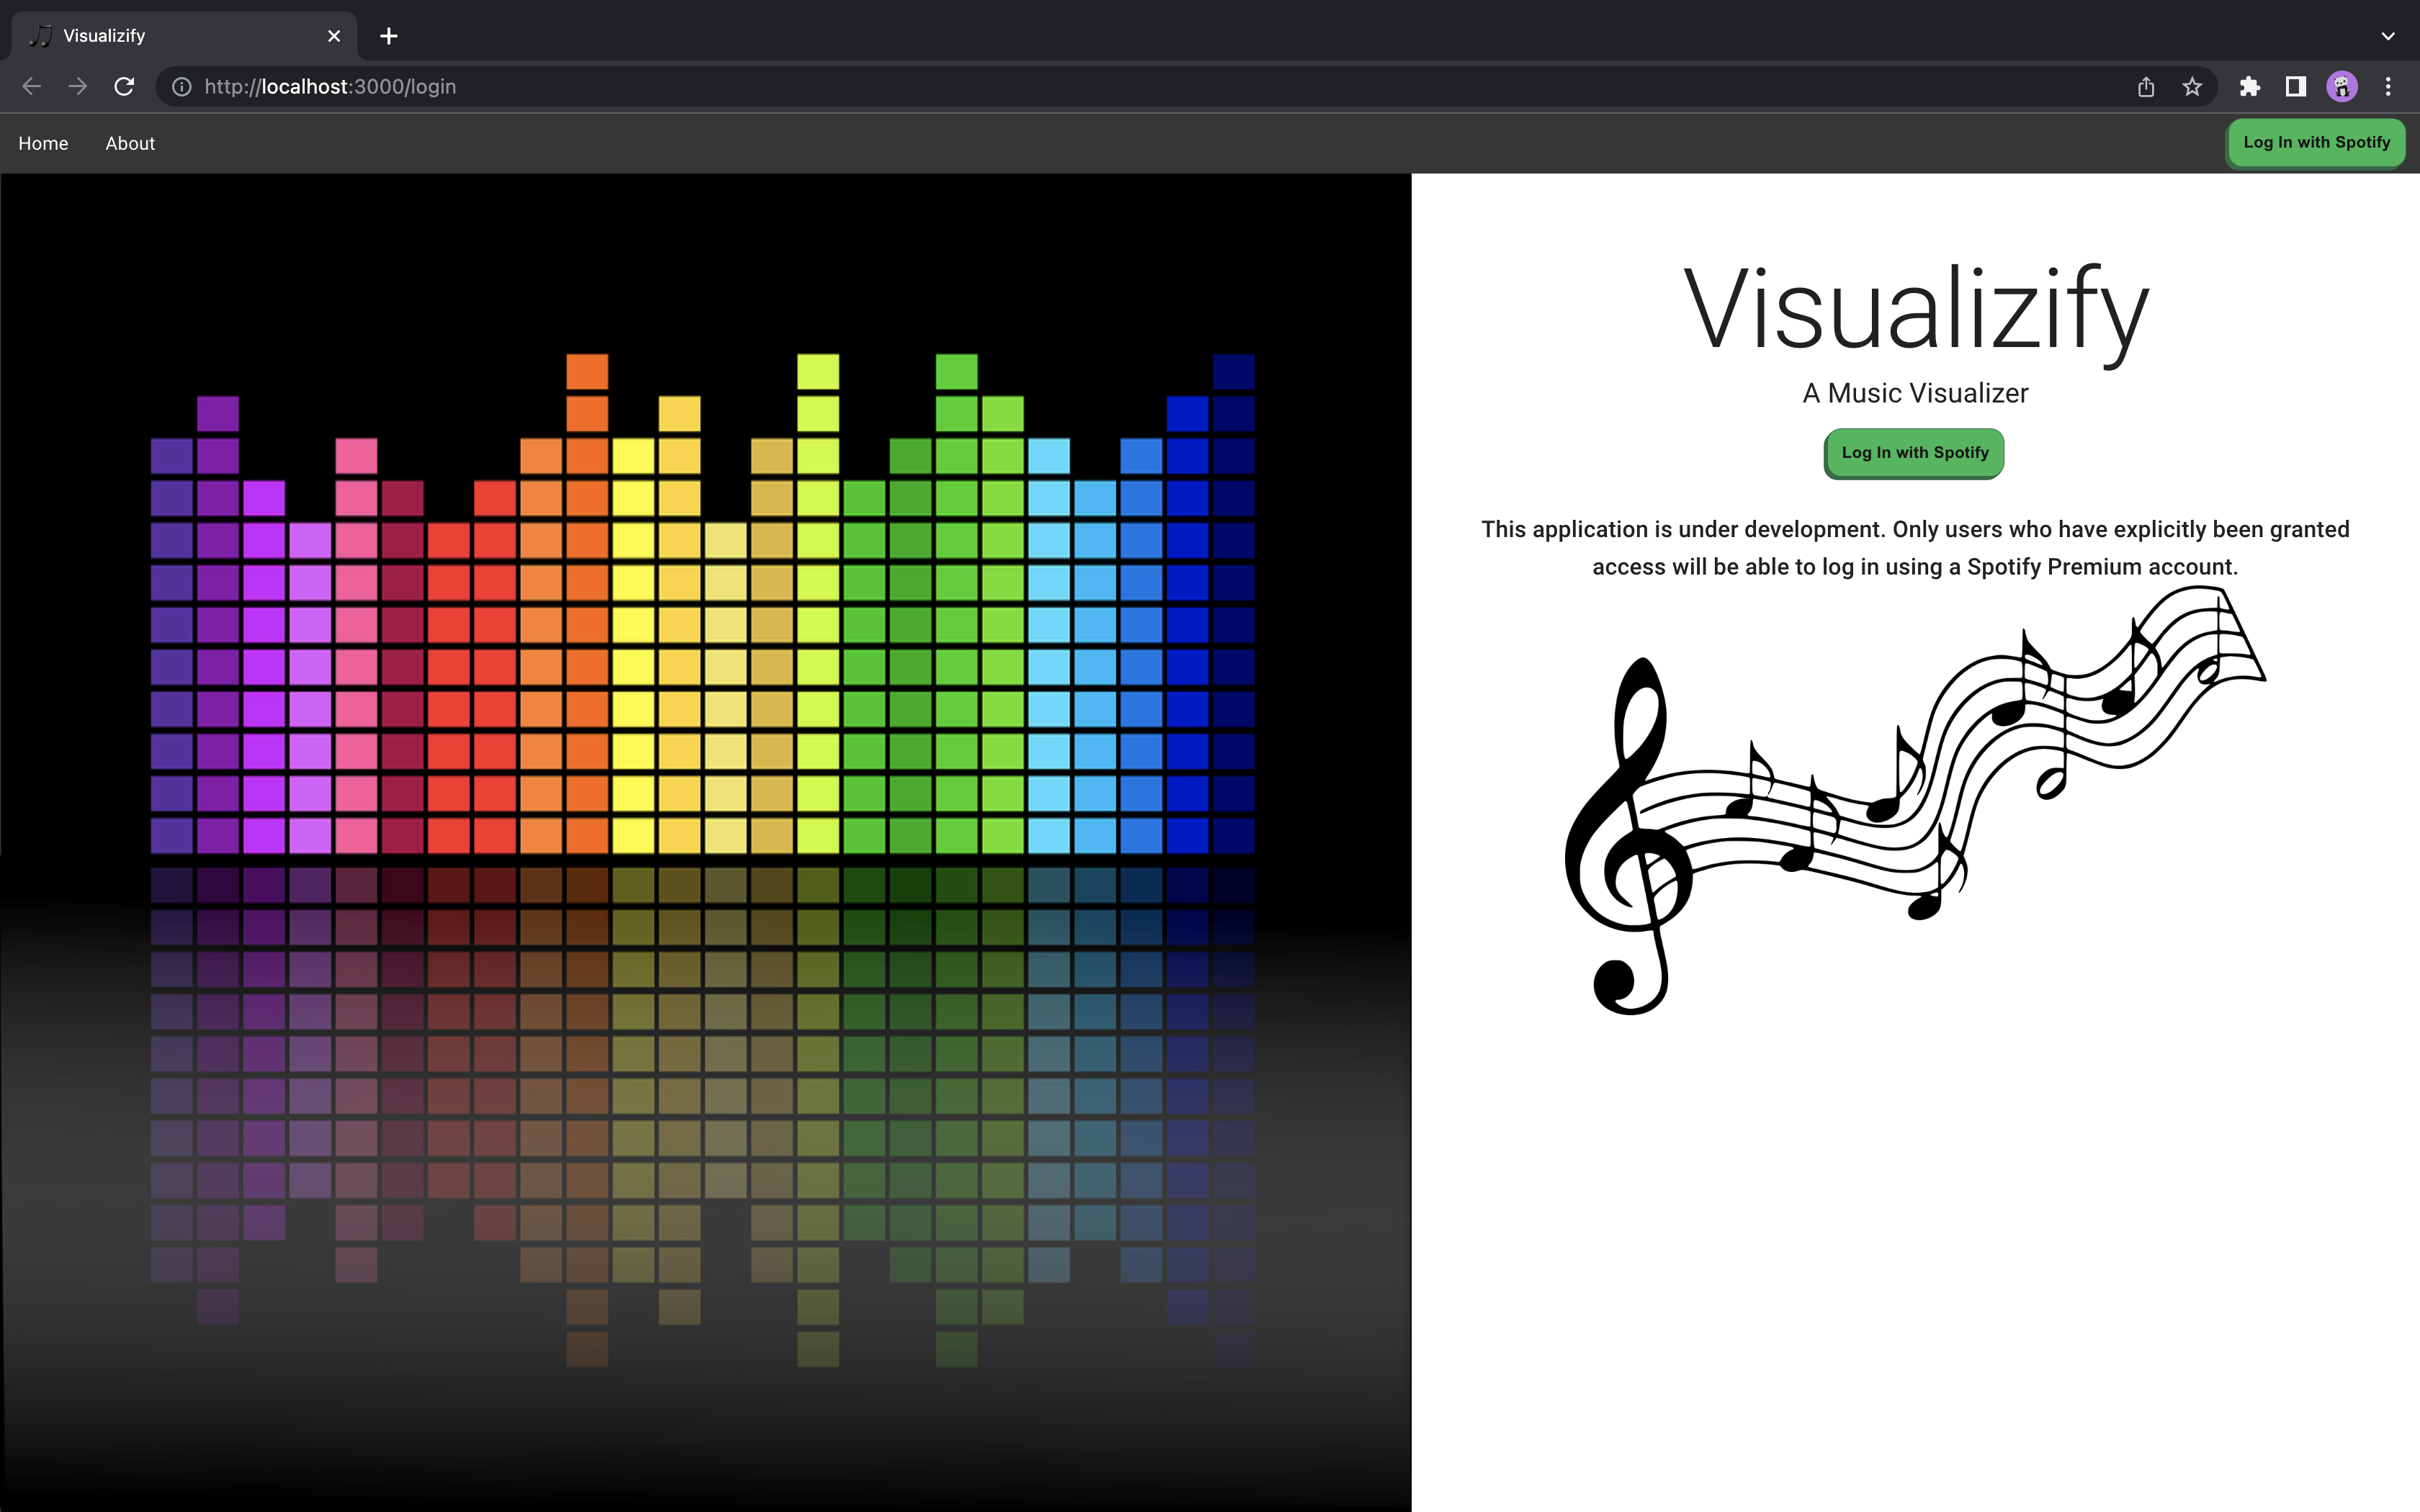 Visualizify
http://localhost:3000/login
Home About Log In with Spotify
Visualizify
A Music Visualizer
Log In with Spotify
This application is under development. Only users who have explicitly been granted
access will be able to log in using a Spotify Premium account.